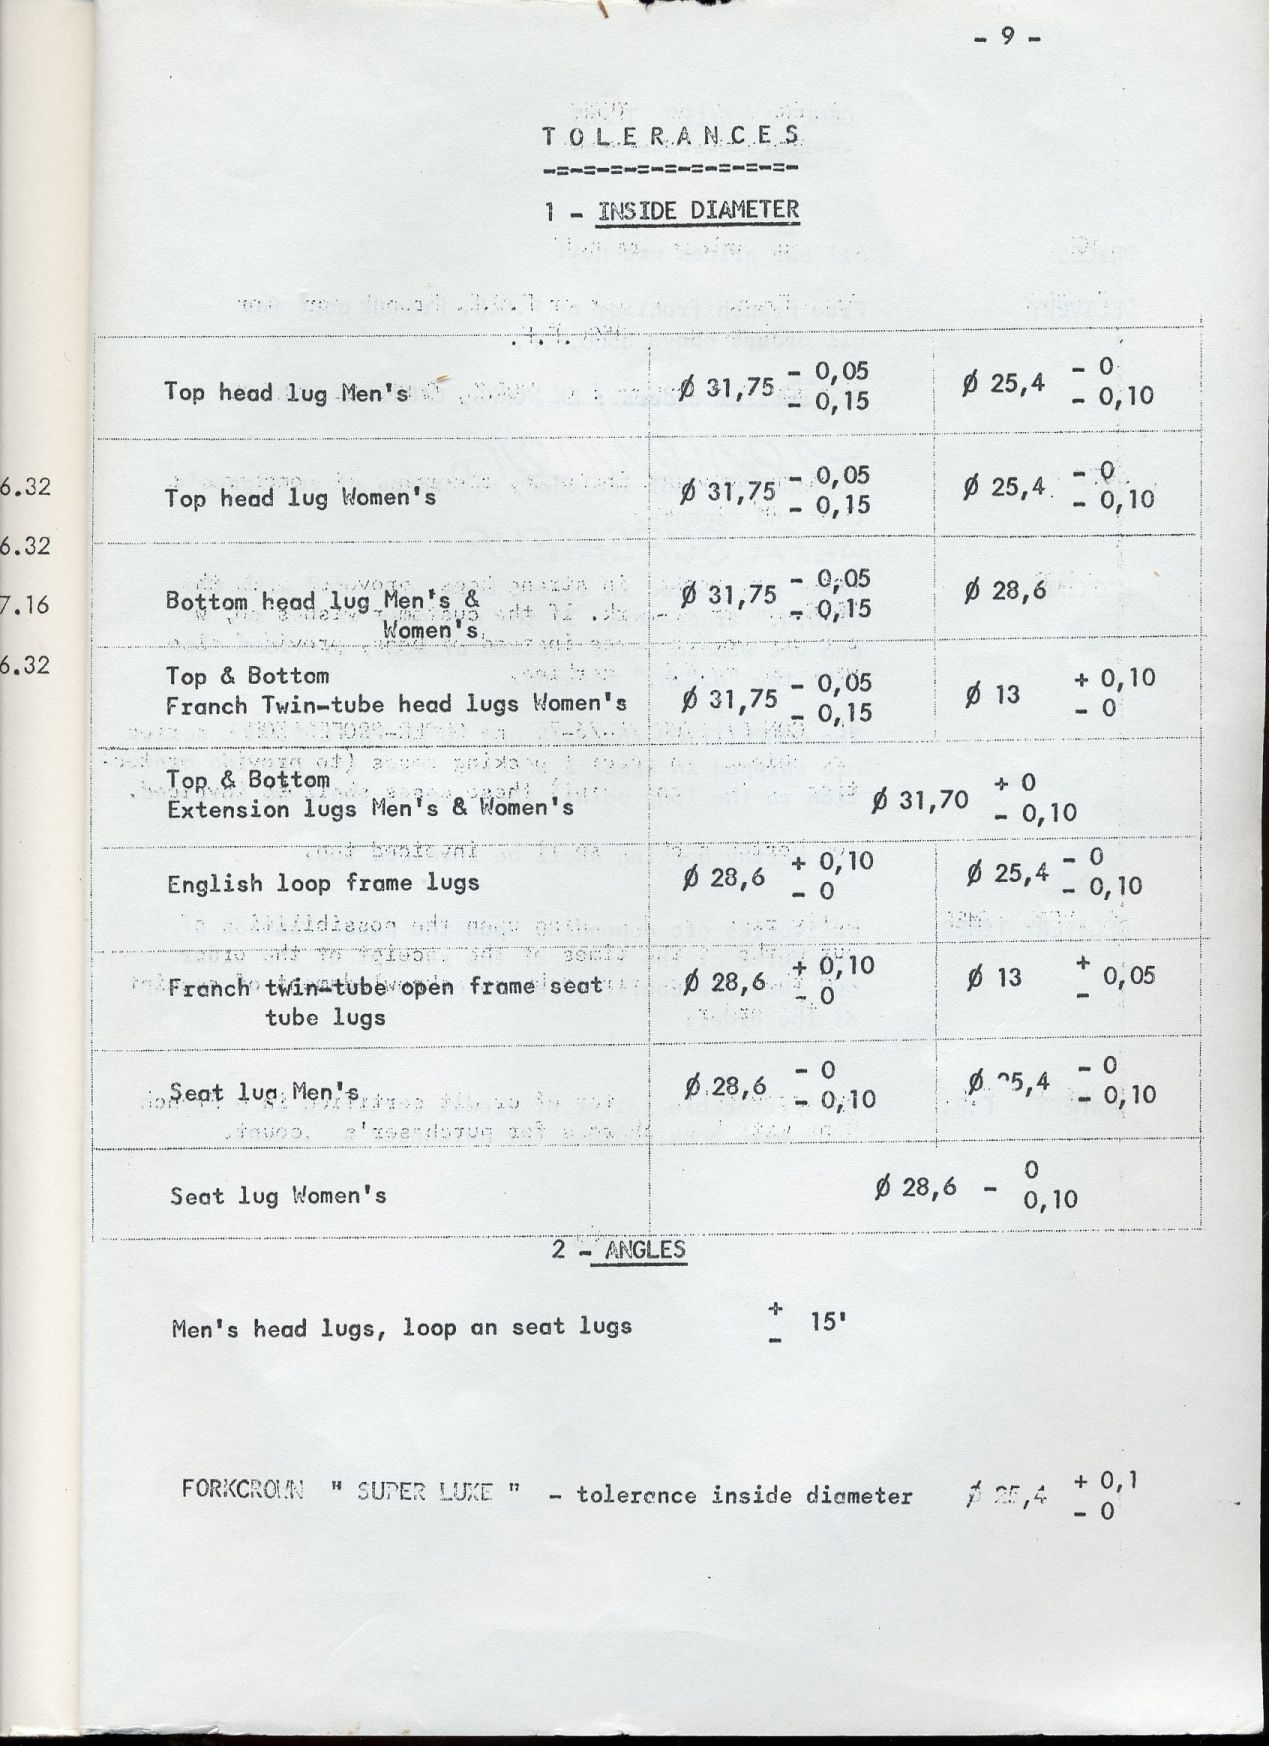 - 9 -
T O L E R A N C E S
-=-=-=-=-=-=-=-=-=-
1 - INSIDE DIAMETER
Top head lug Men's Ø 31,75 - 0,05 - 0,15 Ø 25,4 - 0 - 0,10
6.32
Top head lug Women's Ø 31,75 - 0,05 - 0,15 Ø 25,4 - 0 - 0,10
6.32
7.16
Bottom head lug Men's & Ø 31,75 - 0,05 - 0,15 Ø 28,6
Women's
6.32
Top & Bottom
Franch Twin-tube head lugs Women's Ø 31,75 - 0,05 - 0,15 Ø 13 + 0,10 - 0
Top & Bottom
Extension lugs Men's & Women's Ø 31,70 + 0 - 0,10
English loop frame lugs Ø 28,6 + 0,10 - 0 Ø 25,4 - 0 - 0,10
Franch twin-tube open frame seat Ø 28,6 + 0,10 - 0 Ø 13 + - 0,05
tube lugs
Seat lug Men's Ø 28,6 - 0 - 0,10 Ø 25,4 - 0 - 0,10
Seat lug Women's Ø 28,6 - 0 0,10
2 - ANGLES
Men's head lugs, loop an seat lugs + - 15'
FORKCROWN " SUPER LUXE " - tolerance inside diameter Ø 25,4 + 0,1 - 0